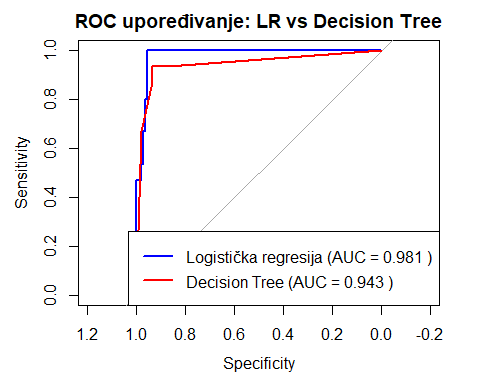 ROC upoređivanje: LR vs Decision Tree
Sensitivity
1.0
0.8
0.6
0.4
0.2
0.0
Logistička regresija (AUC = 0.981 )
Decision Tree (AUC = 0.943 )
1.2 1.0 0.8 0.6 0.4 0.2 0.0 -0.2
Specificity